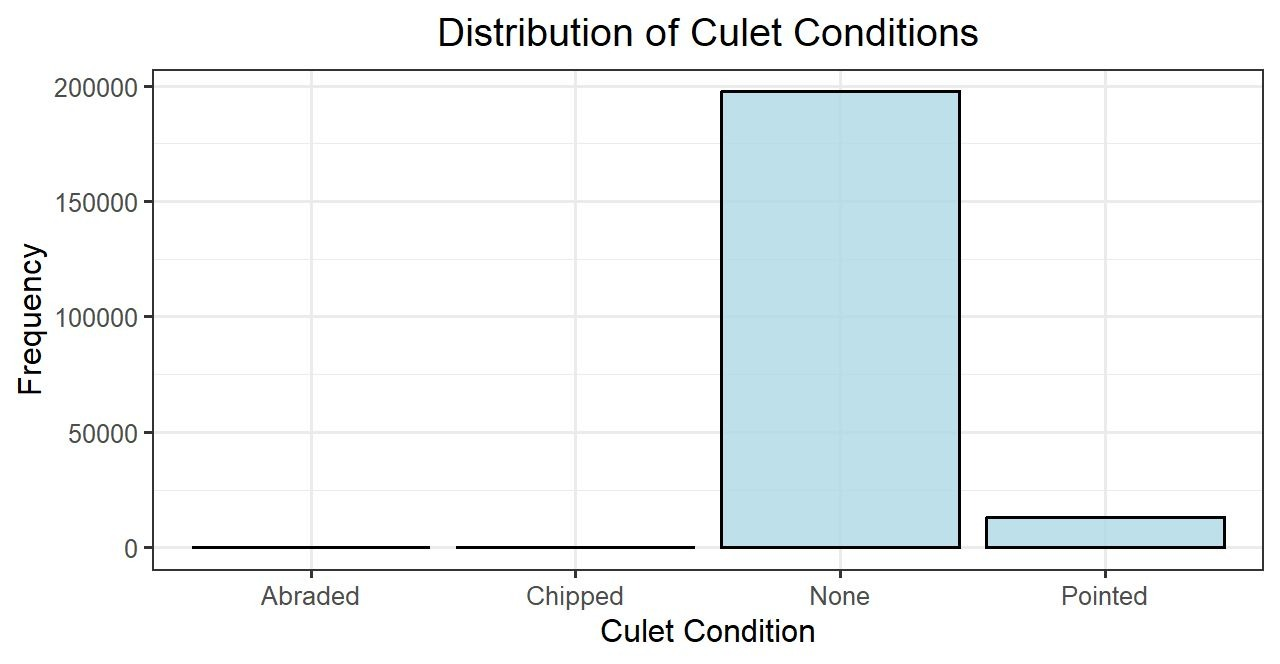 Distribution of Culet Conditions
200000
150000
100000
50000
0
Frequency
Abraded Chipped None Pointed
Culet Condition